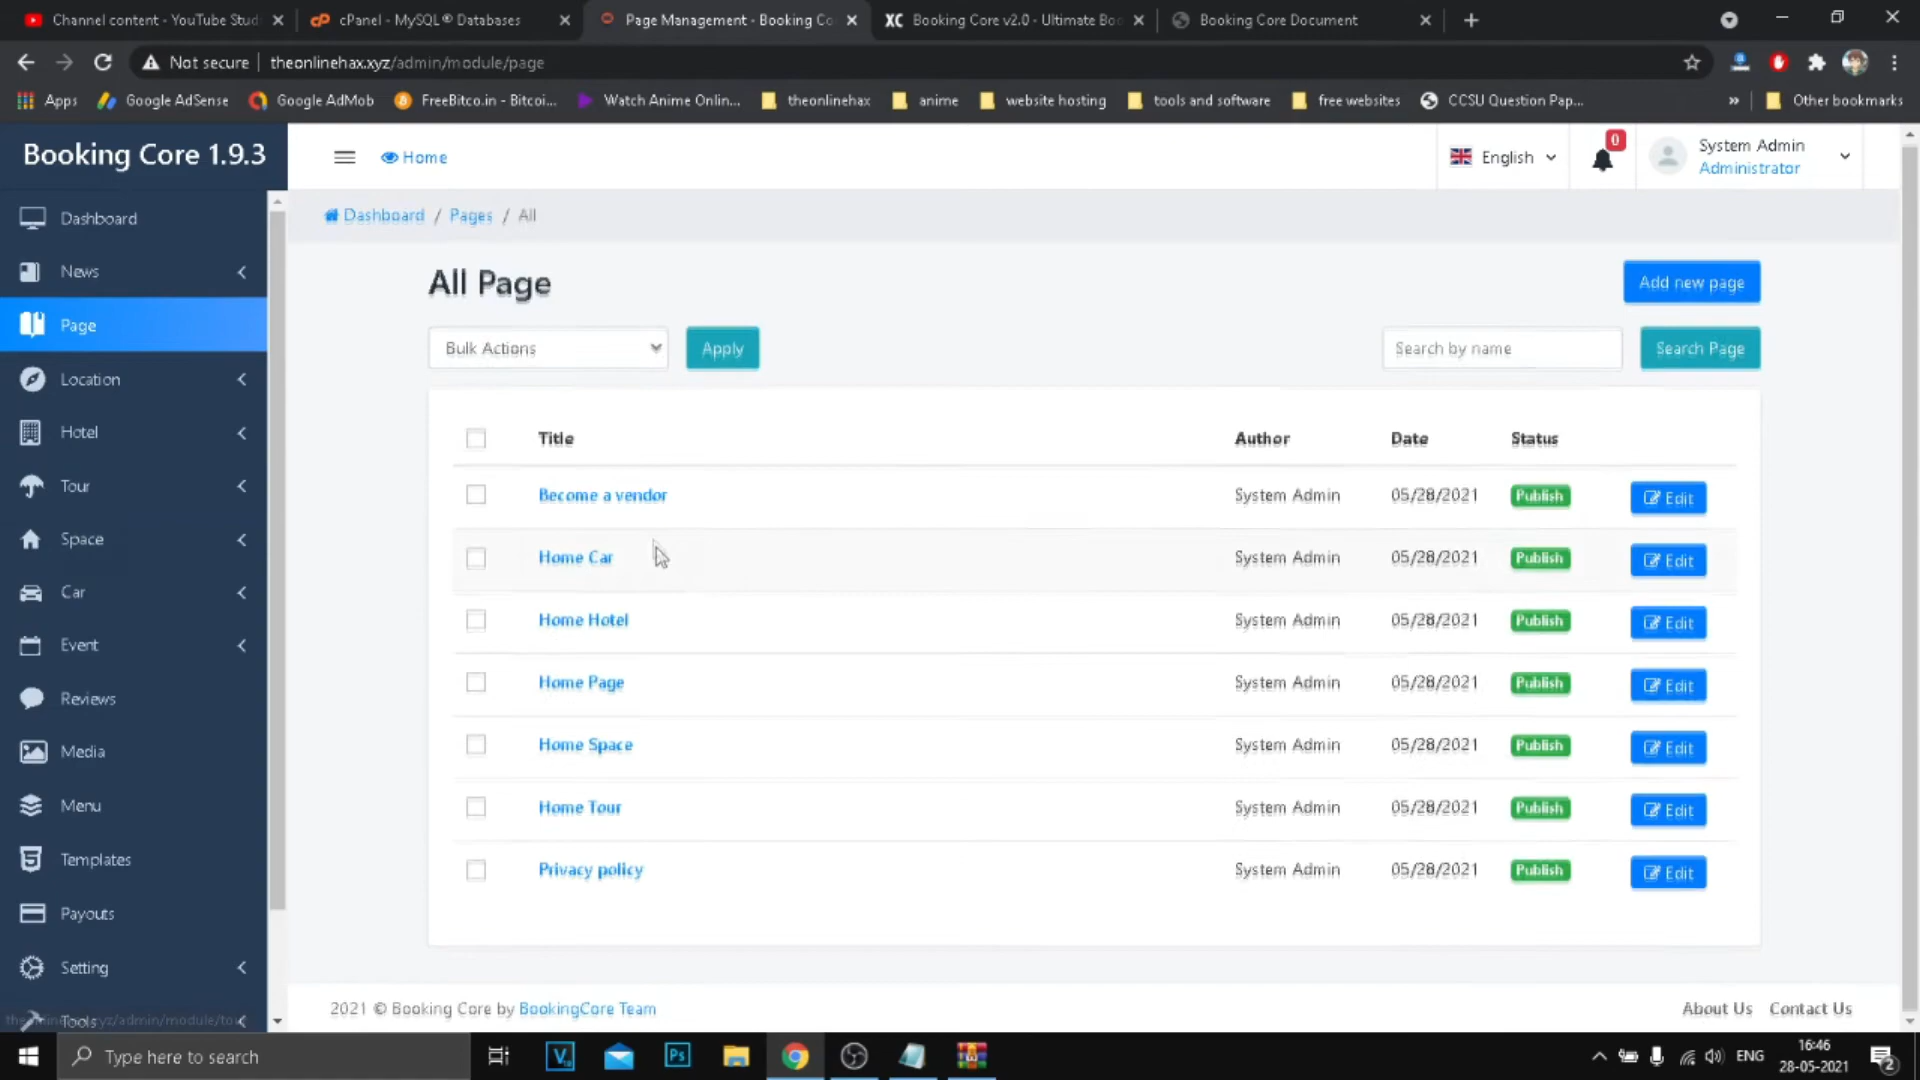 Channel content - YouTube Stud
cPanel - MySQL® Databases
Page Management - Booking Co
XC Booking Core v2.0 - Ultimate Boo
Booking Core Document
Not secure theonlinehax.xyz/admin/module/page
Apps
Google AdSense
Google AdMob
FreeBitco.in - Bitcoi...
Watch Anime Onlin...
theonlinehax
anime
website hosting
tools and software
free websites
CCSU Question Pap...
»
Other bookmarks
Booking Core 1.9.3
Home
English
0
System Admin
Administrator
Dashboard / Pages / All
Dashboard
News
Page
Location
Hotel
Tour
Space
Car
Event
Reviews
Media
Menu
Templates
Payouts
Setting
Tools
All Page
Add new page
Bulk Actions
Apply
Search by name
Search Page
Title Author Date Status
Become a vendor System Admin 05/28/2021 Publish Edit
Home Car System Admin 05/28/2021 Publish Edit
Home Hotel System Admin 05/28/2021 Publish Edit
Home Page System Admin 05/28/2021 Publish Edit
Home Space System Admin 05/28/2021 Publish Edit
Home Tour System Admin 05/28/2021 Publish Edit
Privacy policy System Admin 05/28/2021 Publish Edit
2021 © Booking Core by BookingCore Team
About Us Contact Us
Type here to search
Ps
ENG
16:46
28-05-2021
2